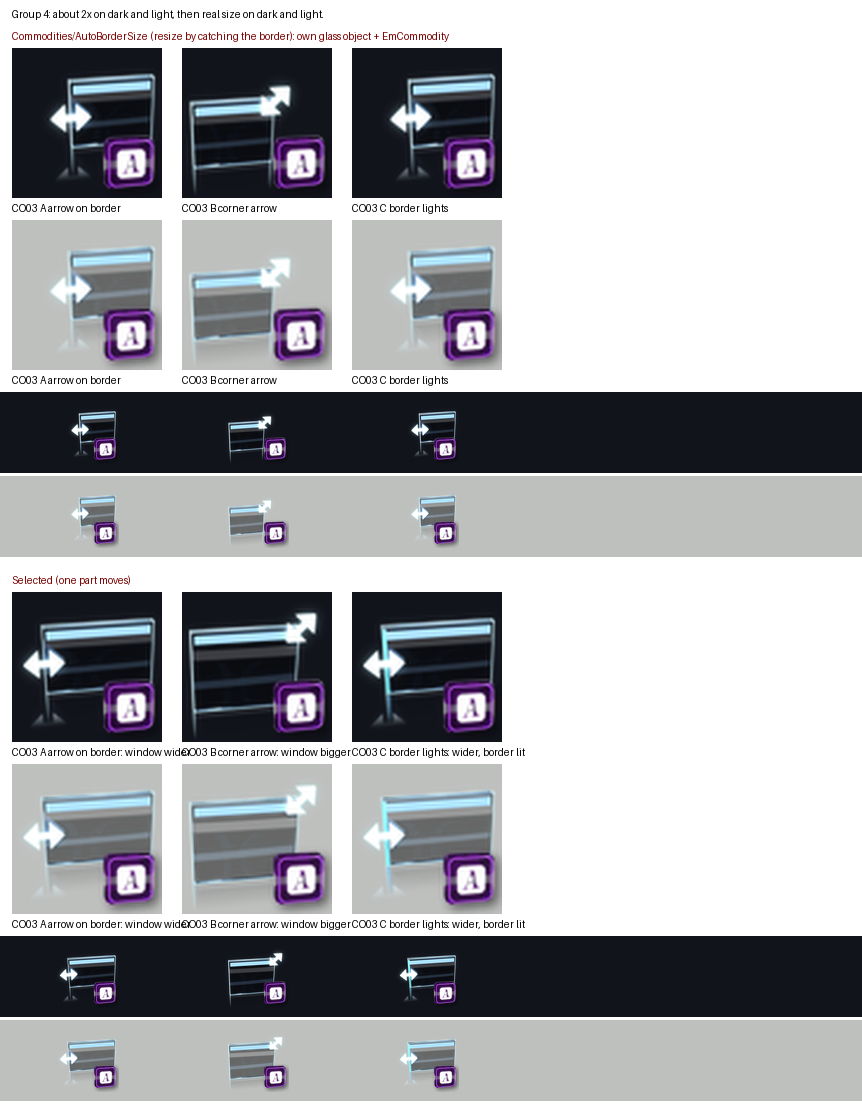 Group 4: about 2x on dark and light, then real size on dark and light.
Commodities/AutoBorderSize (resize by catching the border): own glass object + EmCommodity
A A A
CO03 A arrow on border CO03 B corner arrow CO03 C border lights
A A A
CO03 A arrow on border CO03 B corner arrow CO03 C border lights
A A A
A A A
Selected (one part moves)
A A A
CO03 A arrow on border: window wider CO03 B corner arrow: window bigger CO03 C border lights: wider, border lit
A A A
CO03 A arrow on border: window wider CO03 B corner arrow: window bigger CO03 C border lights: wider, border lit
A A A
A A A